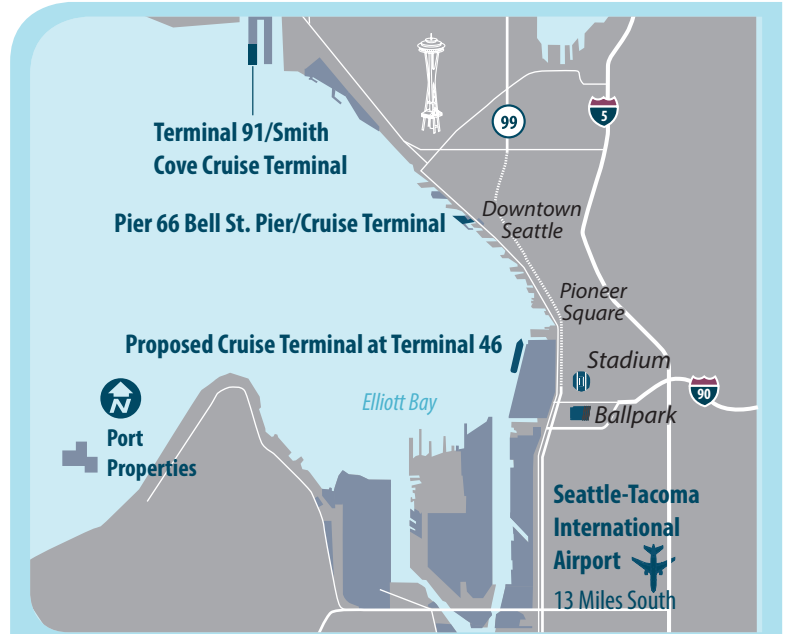 99
5
Terminal 91/Smith
Cove Cruise Terminal
Pier 66 Bell St. Pier/Cruise Terminal
Downtown
Seattle
Pioneer
Square
Proposed Cruise Terminal at Terminal 46
Stadium
90
Elliott Bay
Ballpark
N
Port
Properties
Seattle-Tacoma
International
Airport
13 Miles South